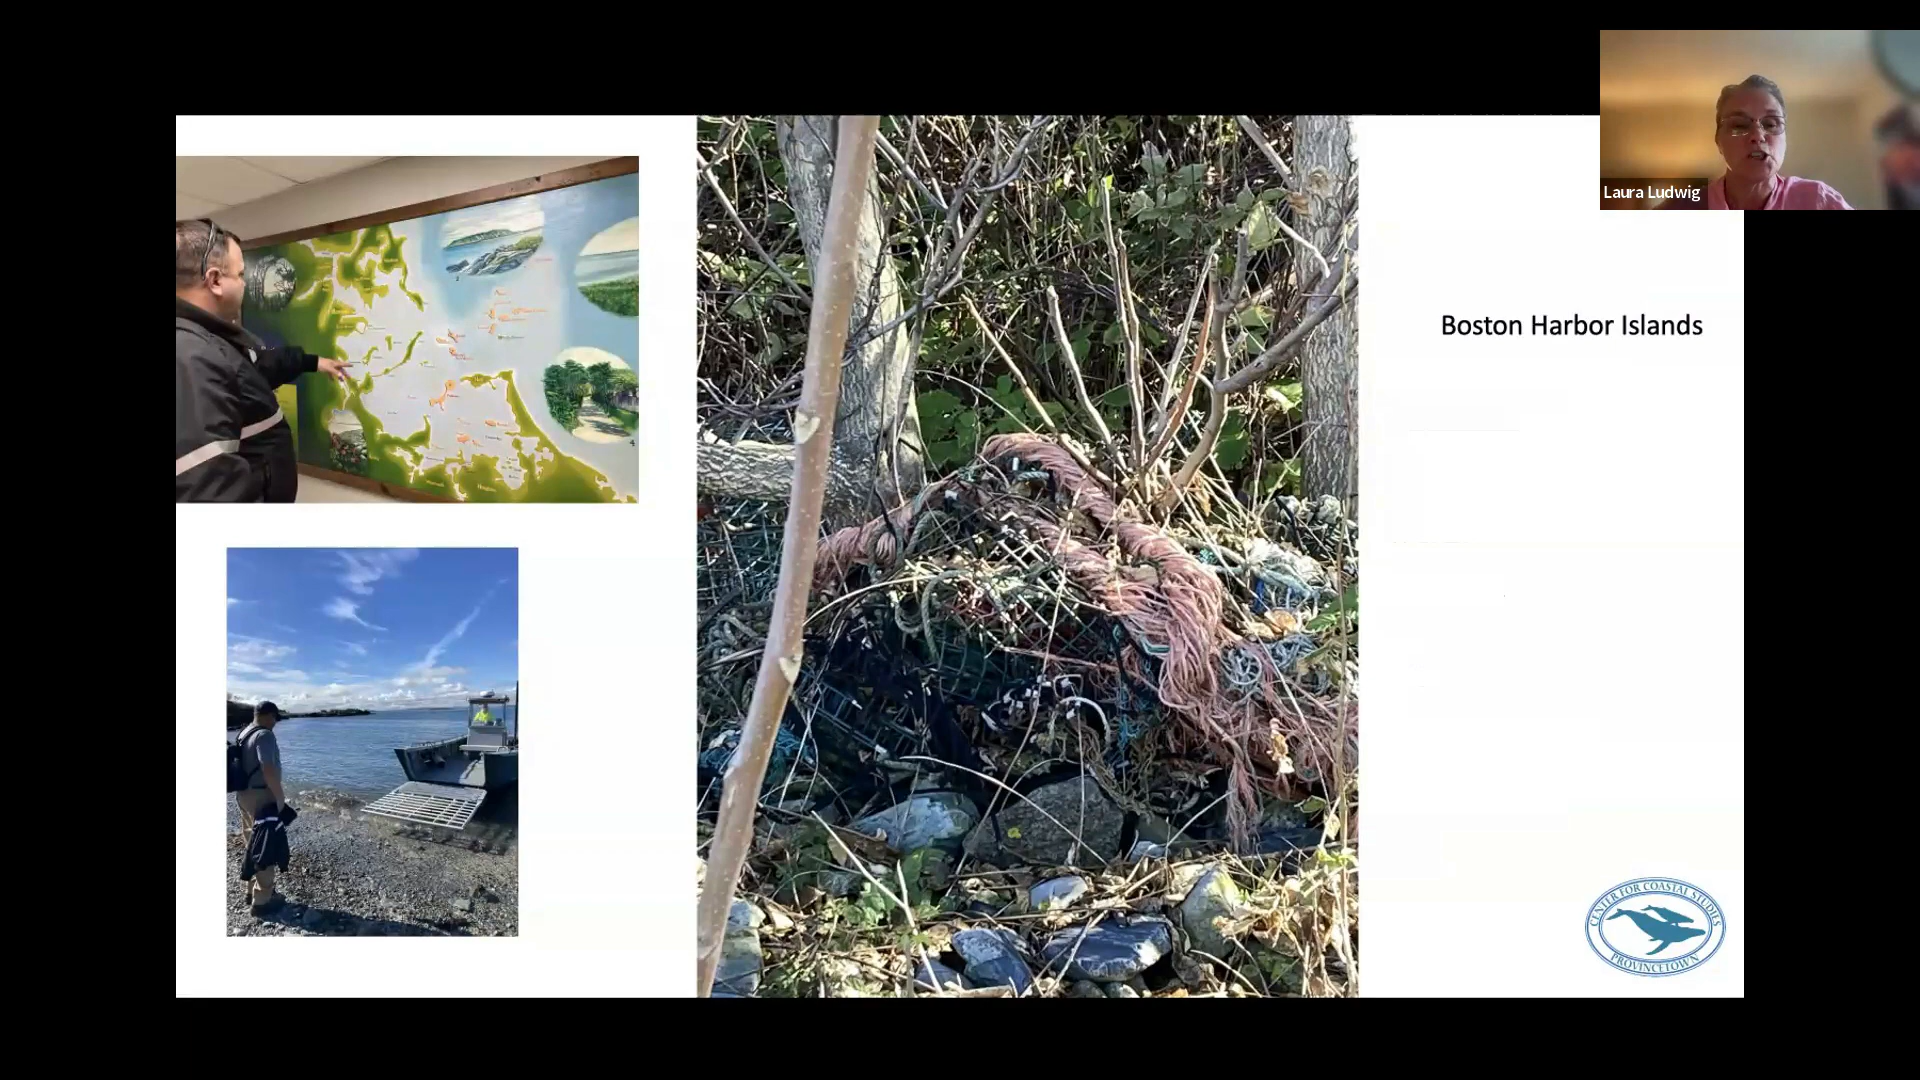 Laura Ludwig
Boston Harbor Islands
CENTER FOR COASTAL STUDIES
PROVINCETOWN